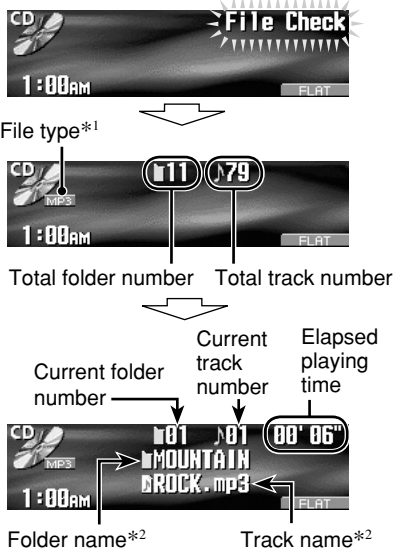 CD
File Check
1:00AM
FLAT
File type*1
CD
11
79
MP3
1:00AM
FLAT
Total folder number
Total track number
Current folder number
Current track number
Elapsed playing time
CD
01
01
00' 06"
MP3
MOUNTAIN
ROCK.mp3
1:00AM
FLAT
Folder name*2
Track name*2